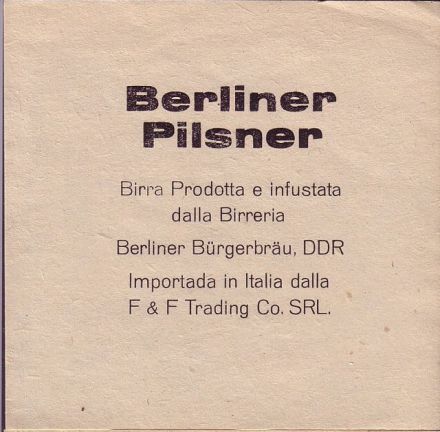 Berliner
Pilsner
Birra Prodotta e infustata
dalla Birreria
Berliner Bürgerbräu, DDR
Importada in Italia dalla
F & F Trading Co. SRL.